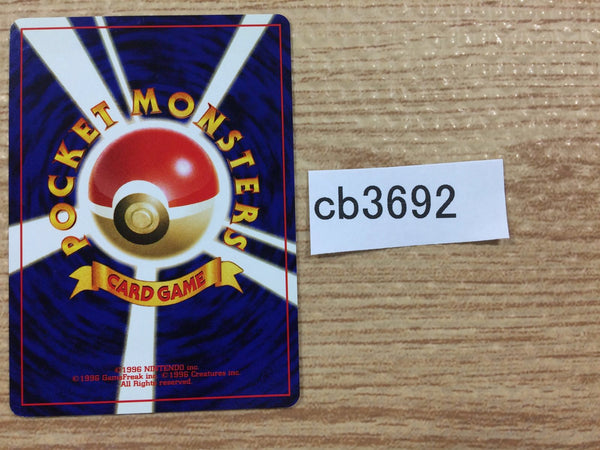 POCKET MONSTERS
CARD GAME
©1996 NINTENDO inc.
©1996 GameFreak inc. ©1996 Creatures inc.
All Rights reserved.
cb3692